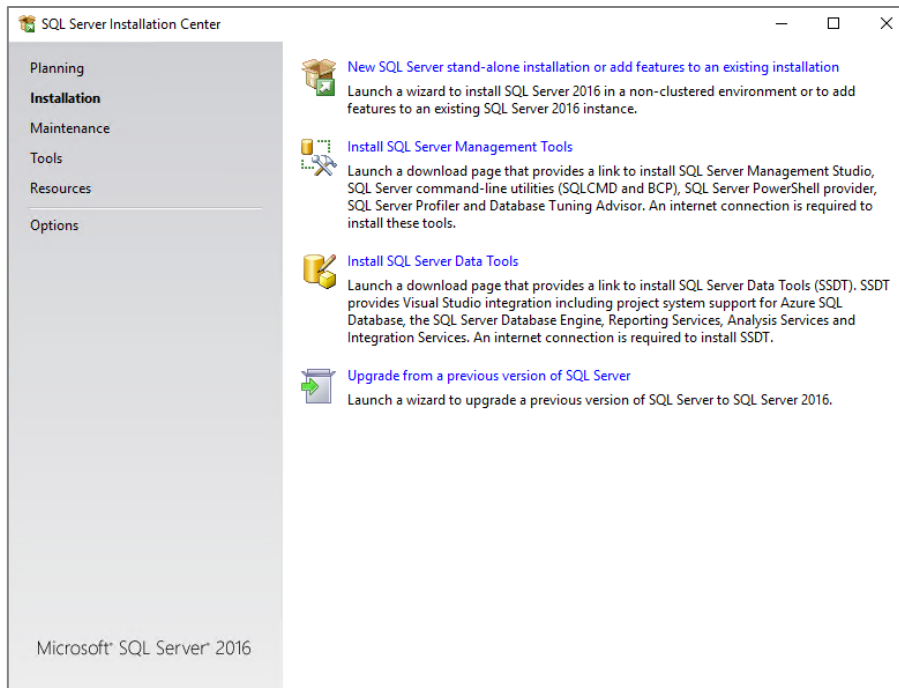 SQL Server Installation Center
Planning
Installation
Maintenance
Tools
Resources
Options
New SQL Server stand-alone installation or add features to an existing installation
Launch a wizard to install SQL Server 2016 in a non-clustered environment or to add
features to an existing SQL Server 2016 instance.
Install SQL Server Management Tools
Launch a download page that provides a link to install SQL Server Management Studio,
SQL Server command-line utilities (SQLCMD and BCP), SQL Server PowerShell provider,
SQL Server Profiler and Database Tuning Advisor. An internet connection is required to
install these tools.
Install SQL Server Data Tools
Launch a download page that provides a link to install SQL Server Data Tools (SSDT). SSDT
provides Visual Studio integration including project system support for Azure SQL
Database, the SQL Server Database Engine, Reporting Services, Analysis Services and
Integration Services. An internet connection is required to install SSDT.
Upgrade from a previous version of SQL Server
Launch a wizard to upgrade a previous version of SQL Server to SQL Server 2016.
Microsoft® SQL Server® 2016